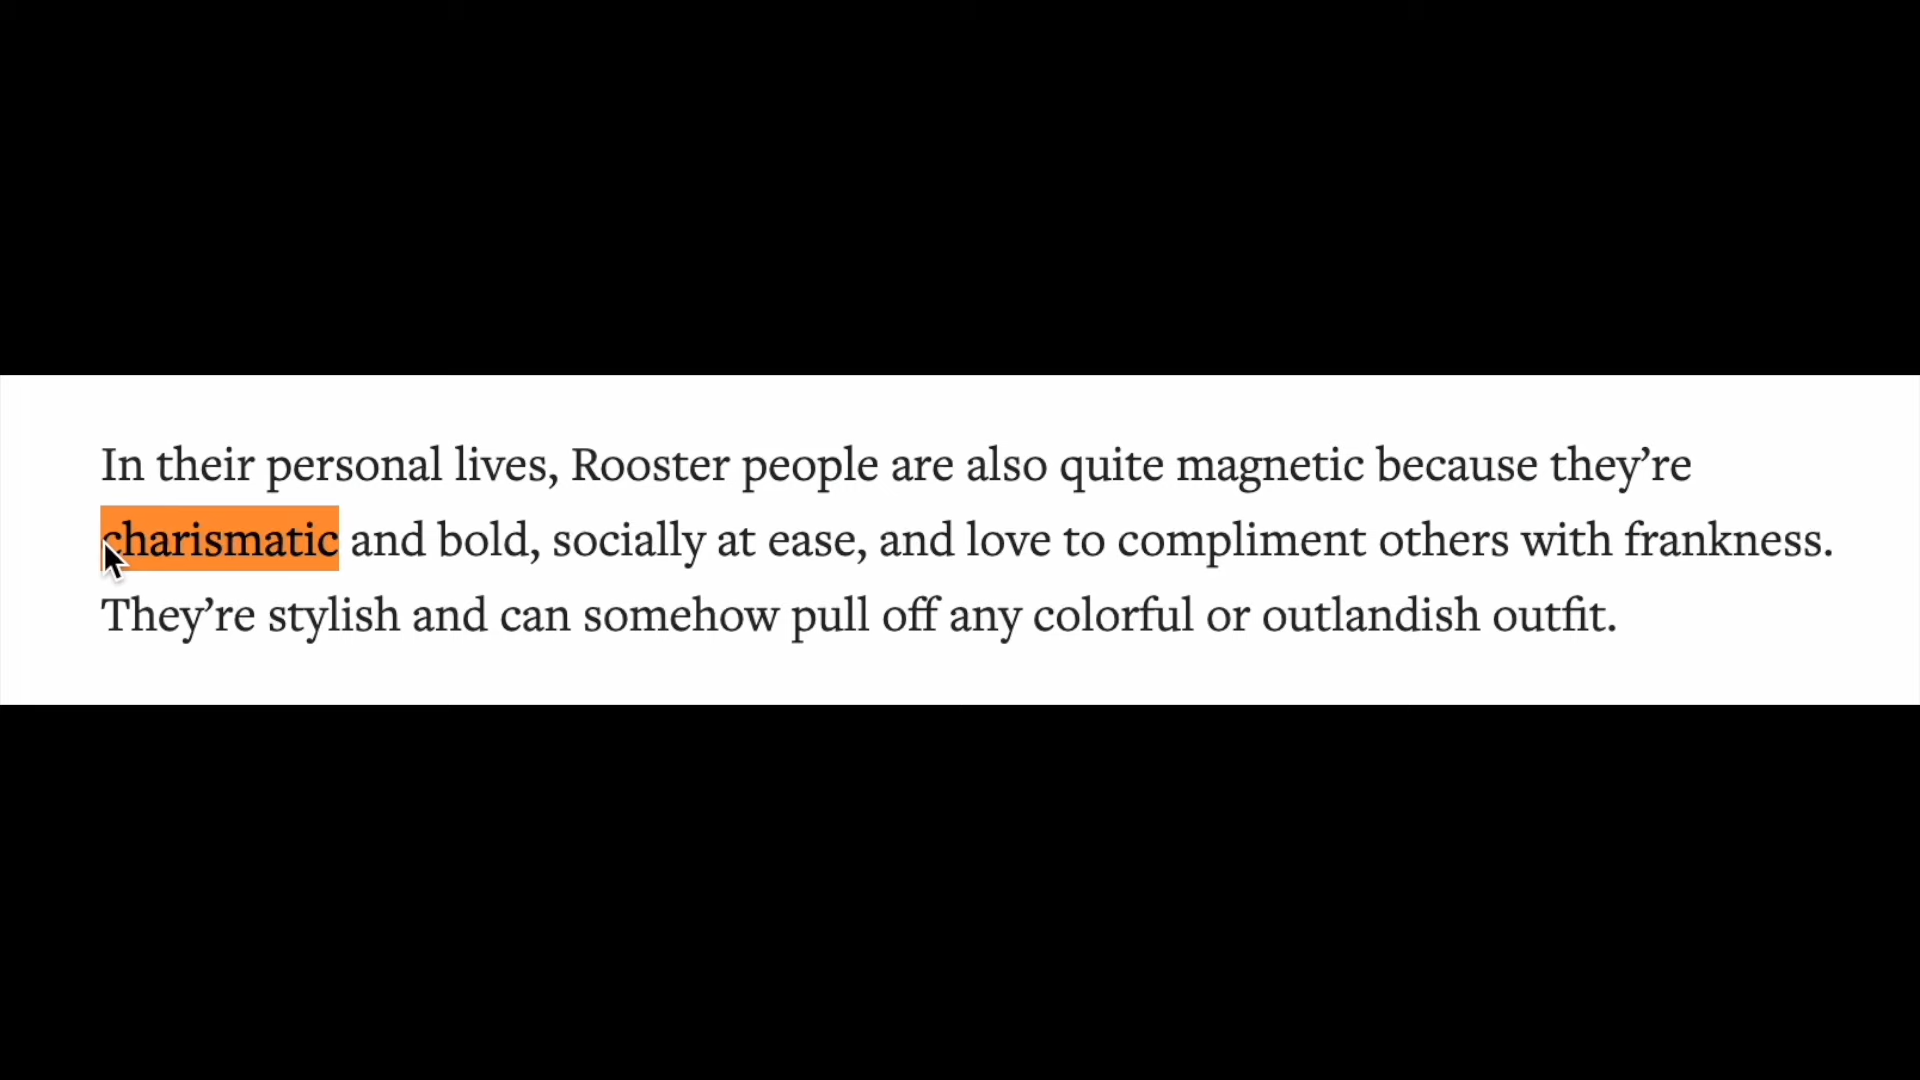 In their personal lives, Rooster people are also quite magnetic because they’re
charismatic and bold, socially at ease, and love to compliment others with frankness.
They’re stylish and can somehow pull off any colorful or outlandish outfit.